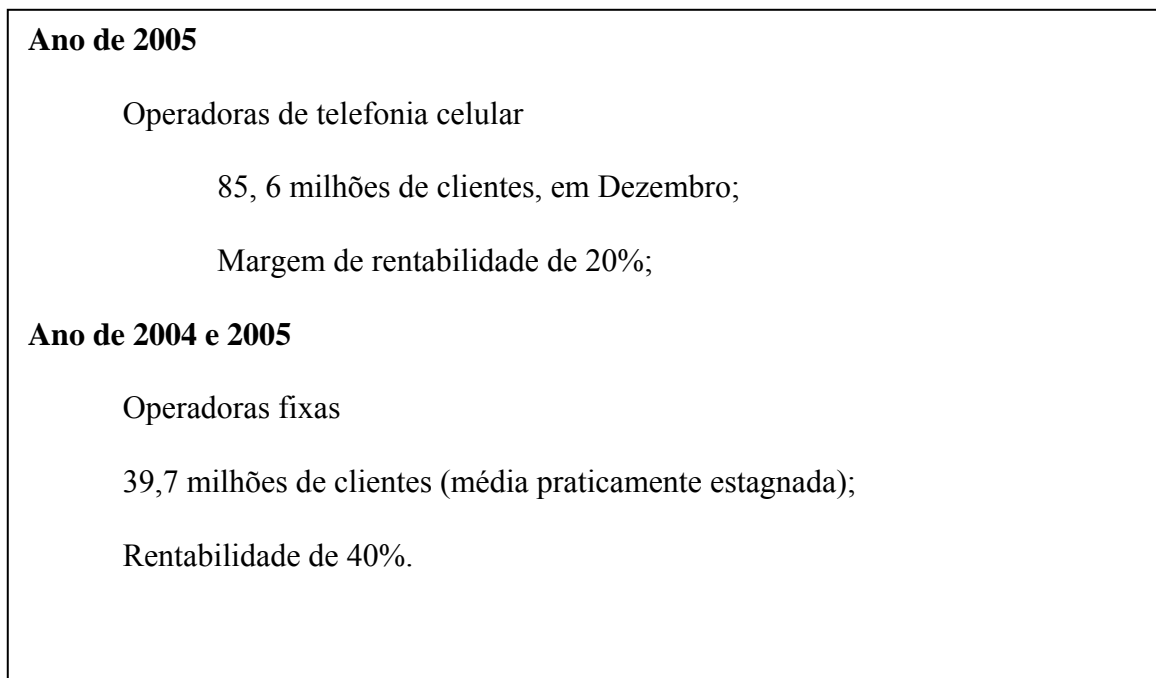 Ano de 2005
Operadoras de telefonia celular
85, 6 milhões de clientes, em Dezembro;
Margem de rentabilidade de 20%;
Ano de 2004 e 2005
Operadoras fixas
39,7 milhões de clientes (média praticamente estagnada);
Rentabilidade de 40%.